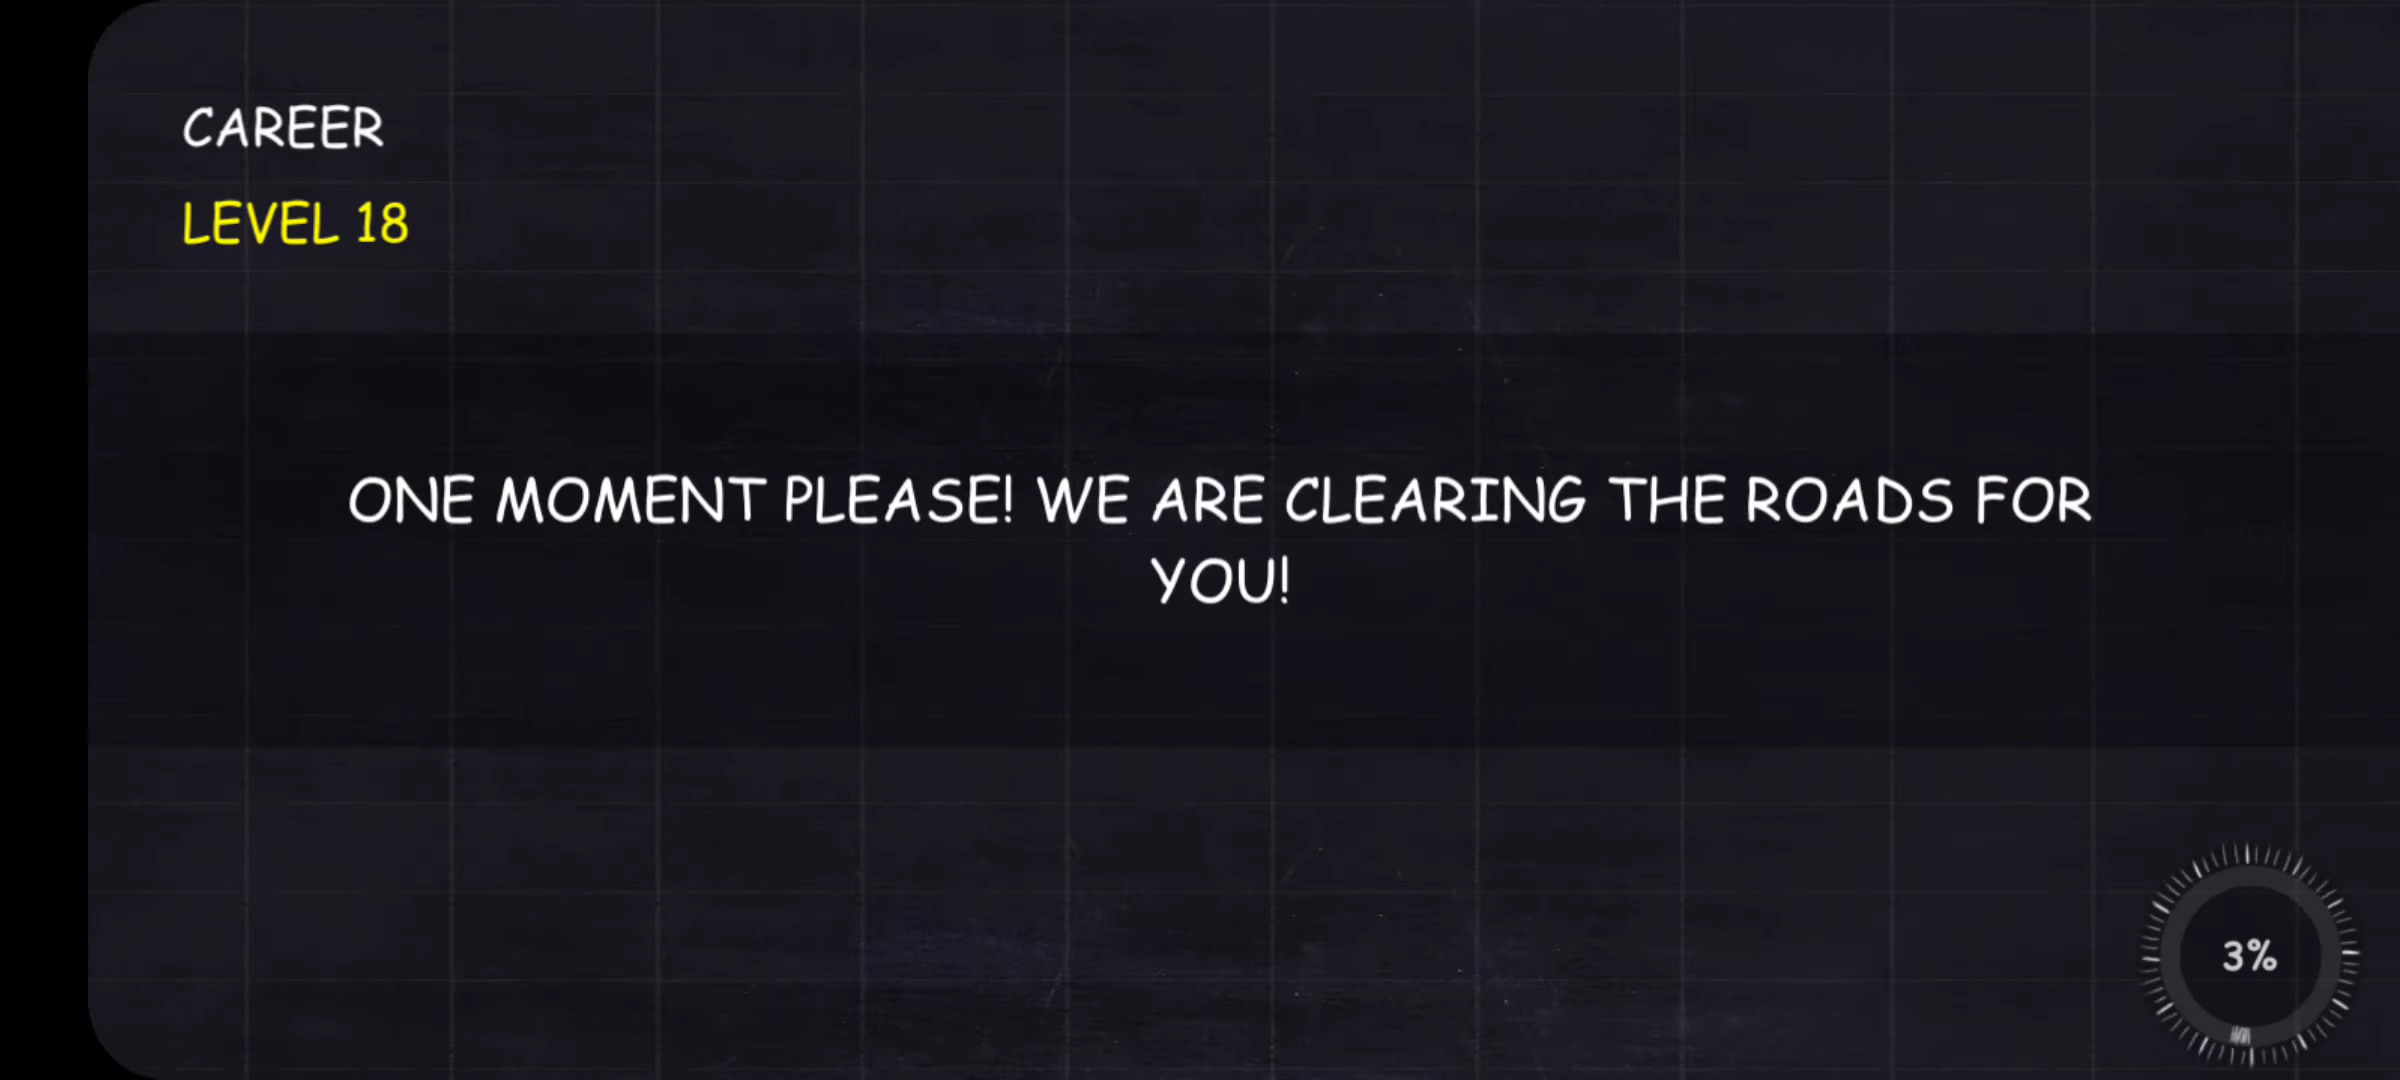 CAREER
LEVEL 18
ONE MOMENT PLEASE! WE ARE CLEARING THE ROADS FOR
YOU!
3%